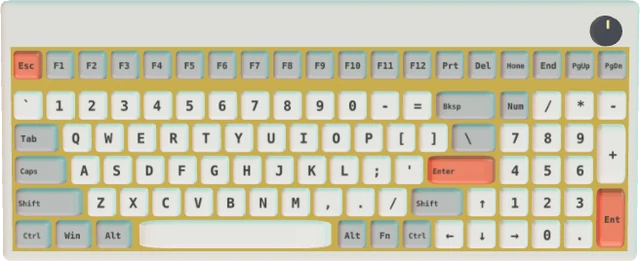 Esc F1 F2 F3 F4 F5 F6 F7 F8 F9 F10 F11 F12 Prt Del Home End PgUp PgDn
` 1 2 3 4 5 6 7 8 9 0 - = Bksp Num / * -
Tab Q W E R T Y U I O P [ ] \ 7 8 9 +
Caps A S D F G H J K L ; ' Enter 4 5 6
Shift Z X C V B N M , . / Shift ↑ 1 2 3 Ent
Ctrl Win Alt Alt Fn Ctrl ← ↓ → 0 .